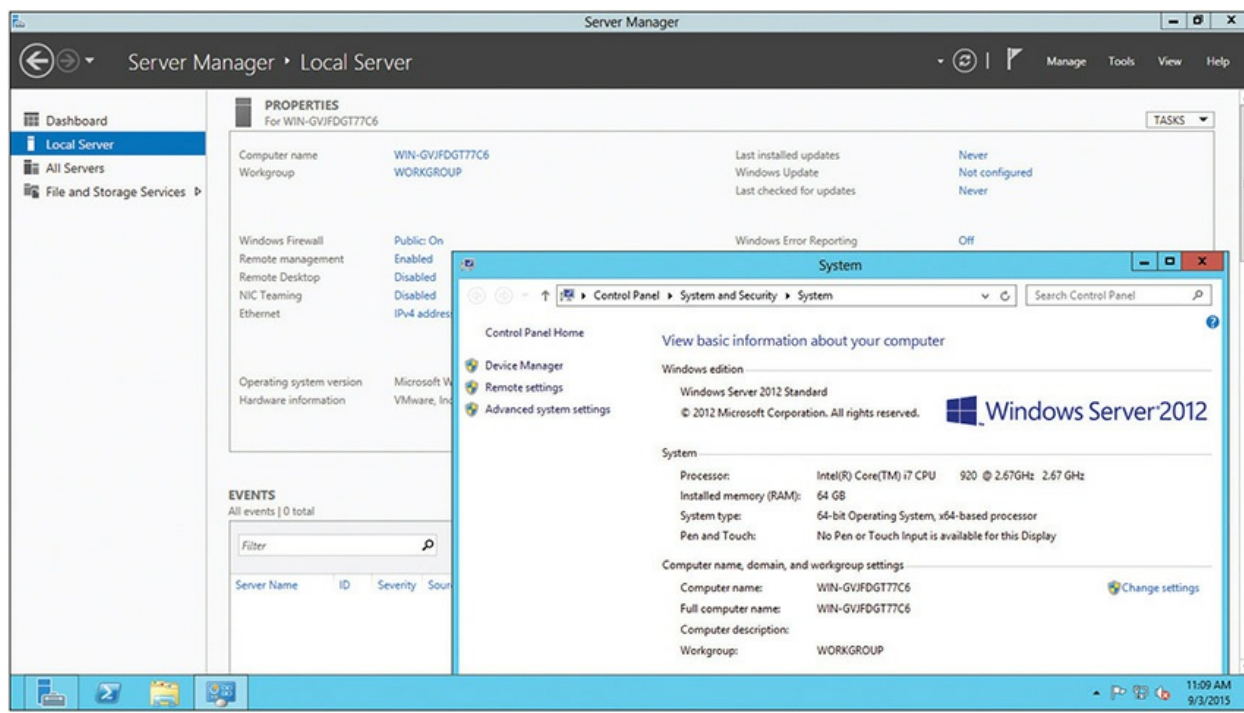 Server Manager
Server Manager • Local Server
Manage Tools View Help
Dashboard
Local Server
All Servers
File and Storage Services
PROPERTIES
For WIN-GVJFDGT77C6
TASKS
Computer name WIN-GVJFDGT77C6 Last installed updates Never
Workgroup WORKGROUP Windows Update Not configured
Last checked for updates Never
Windows Firewall Public: On Windows Error Reporting Off
Remote management Enabled
Remote Desktop Disabled
NIC Teaming Disabled
Ethernet IPv4 addres
Operating system version Microsoft W
Hardware information VMware, Inc
EVENTS
All events | 0 total
Filter
Server Name ID Severity Sour
System
Control Panel System and Security System
Search Control Panel
Control Panel Home
Device Manager
Remote settings
Advanced system settings
View basic information about your computer
Windows edition
Windows Server 2012 Standard
© 2012 Microsoft Corporation. All rights reserved.
Windows Server 2012
System
Processor: Intel(R) Core(TM) i7 CPU 920 @ 2.67GHz 2.67 GHz
Installed memory (RAM): 64 GB
System type: 64-bit Operating System, x64-based processor
Pen and Touch: No Pen or Touch Input is available for this Display
Computer name, domain, and workgroup settings
Computer name: WIN-GVJFDGT77C6 Change settings
Full computer name: WIN-GVJFDGT77C6
Computer description:
Workgroup: WORKGROUP
11:09 AM
9/3/2015